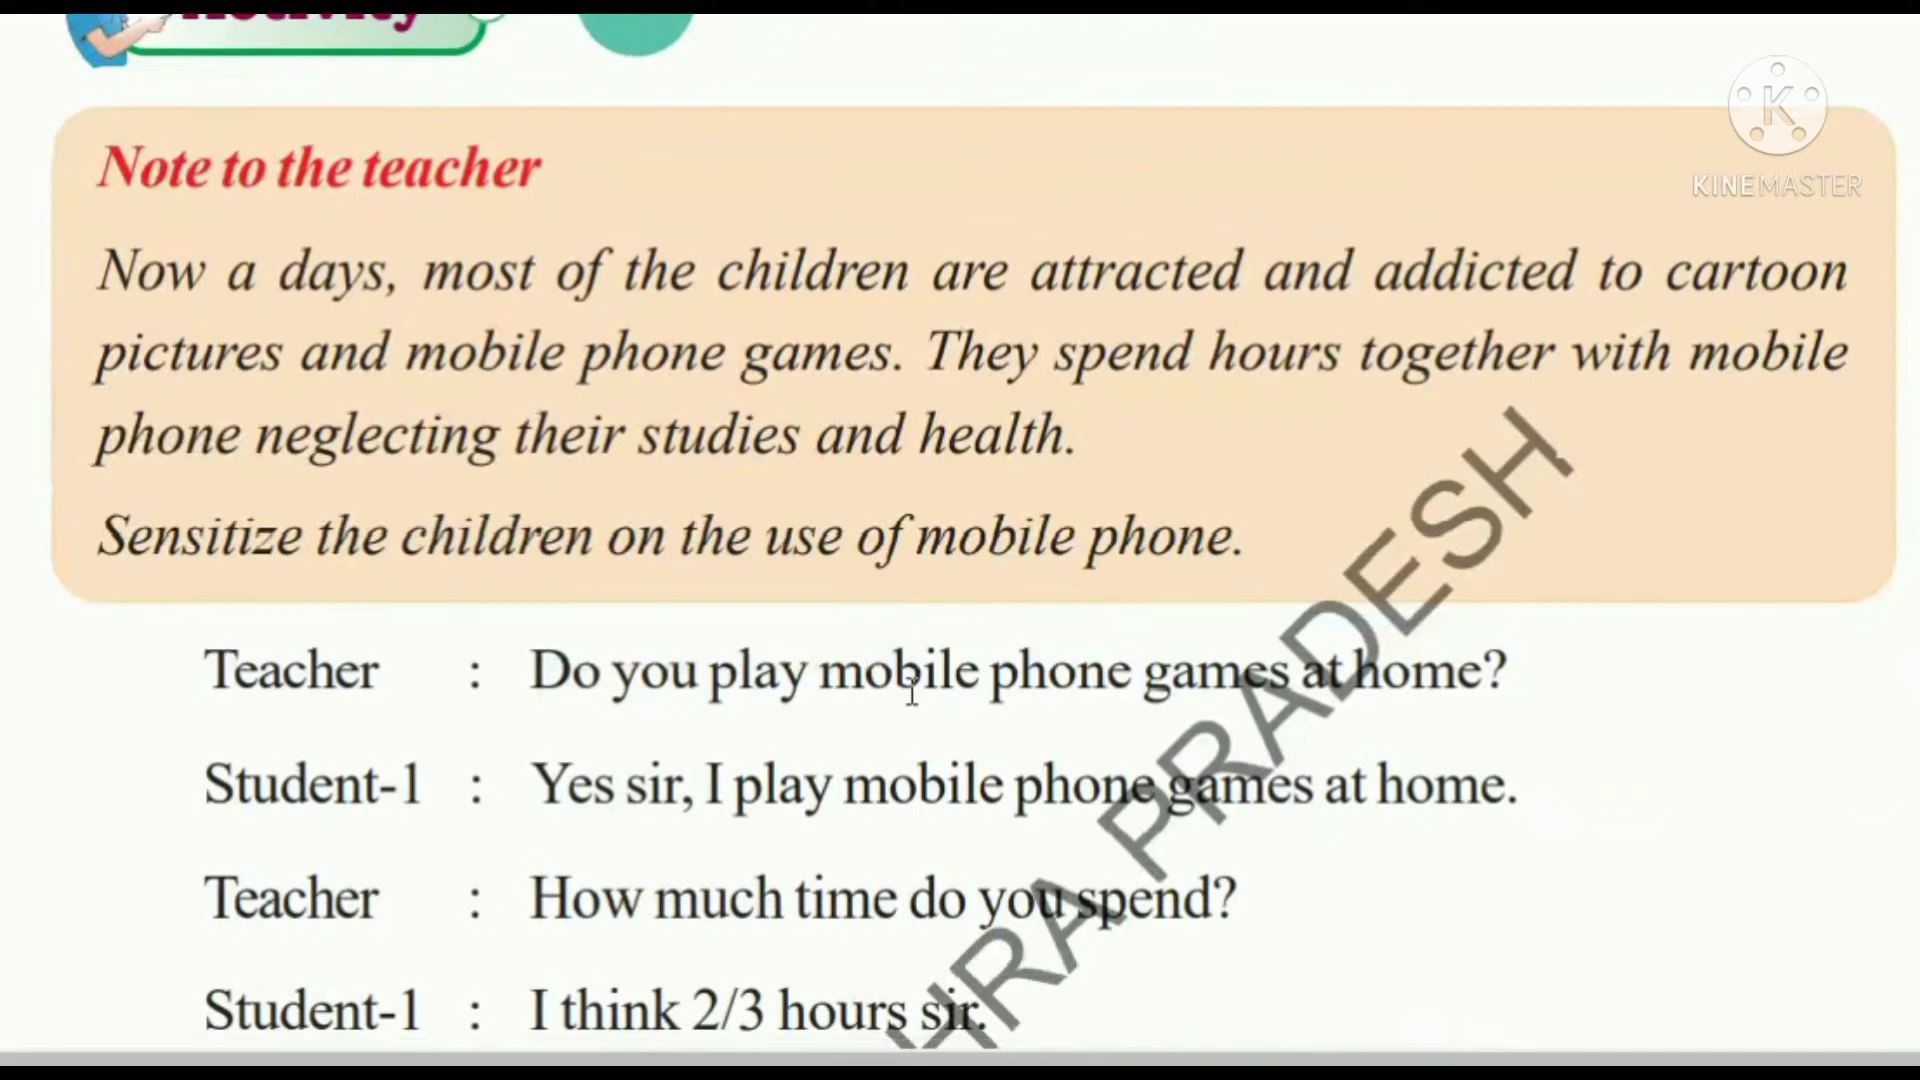 Activity
K
KINEMASTER
Note to the teacher
Now a days, most of the children are attracted and addicted to cartoon
pictures and mobile phone games. They spend hours together with mobile
phone neglecting their studies and health.
Sensitize the children on the use of mobile phone.
Teacher : Do you play mobile phone games at home?
Student-1 : Yes sir, I play mobile phone games at home.
Teacher : How much time do you spend?
Student-1 : I think 2/3 hours sir.
HRA PRADESH